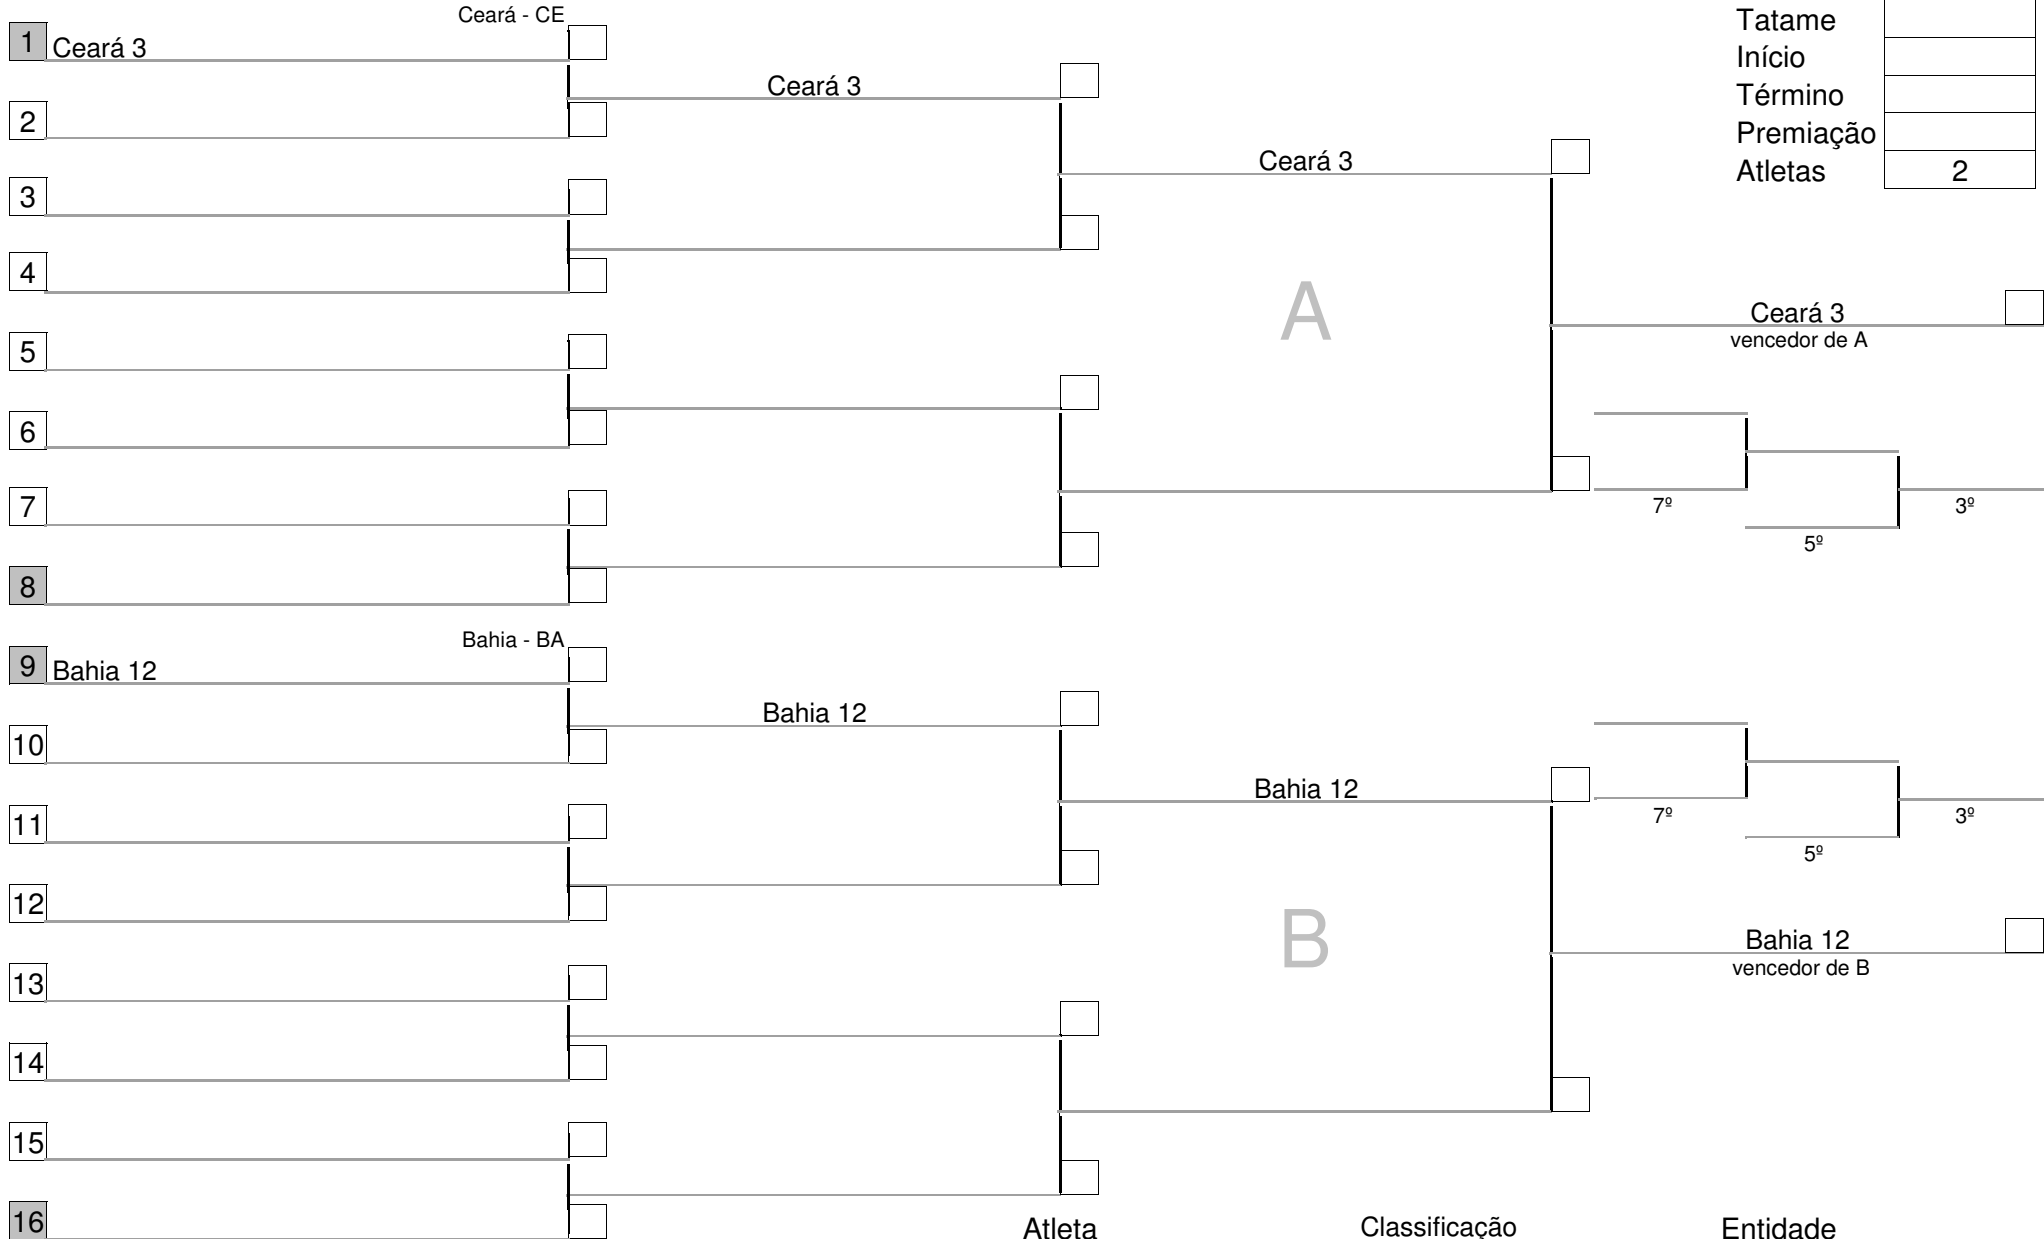 Ceará - CE
1 Ceará 3
Ceará 3
Ceará 3
Tatame
Início
Término
Premiação
Atletas 2
2
3
4
A
Ceará 3
vencedor de A
5
6
7
7º
5º
3º
8
Bahia - BA
9 Bahia 12
Bahia 12
Bahia 12
10
11
7º
5º
3º
12
B
Bahia 12
vencedor de B
13
14
15
16
Atleta Classificação Entidade